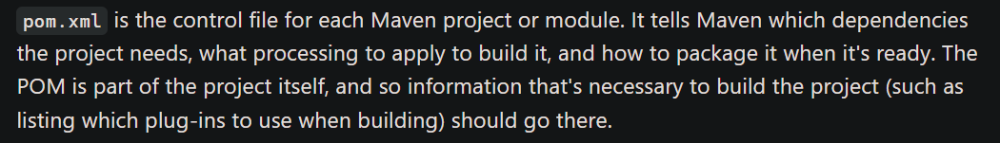 pom.xml is the control file for each Maven project or module. It tells Maven which dependencies
the project needs, what processing to apply to build it, and how to package it when it's ready. The
POM is part of the project itself, and so information that's necessary to build the project (such as
listing which plug-ins to use when building) should go there.